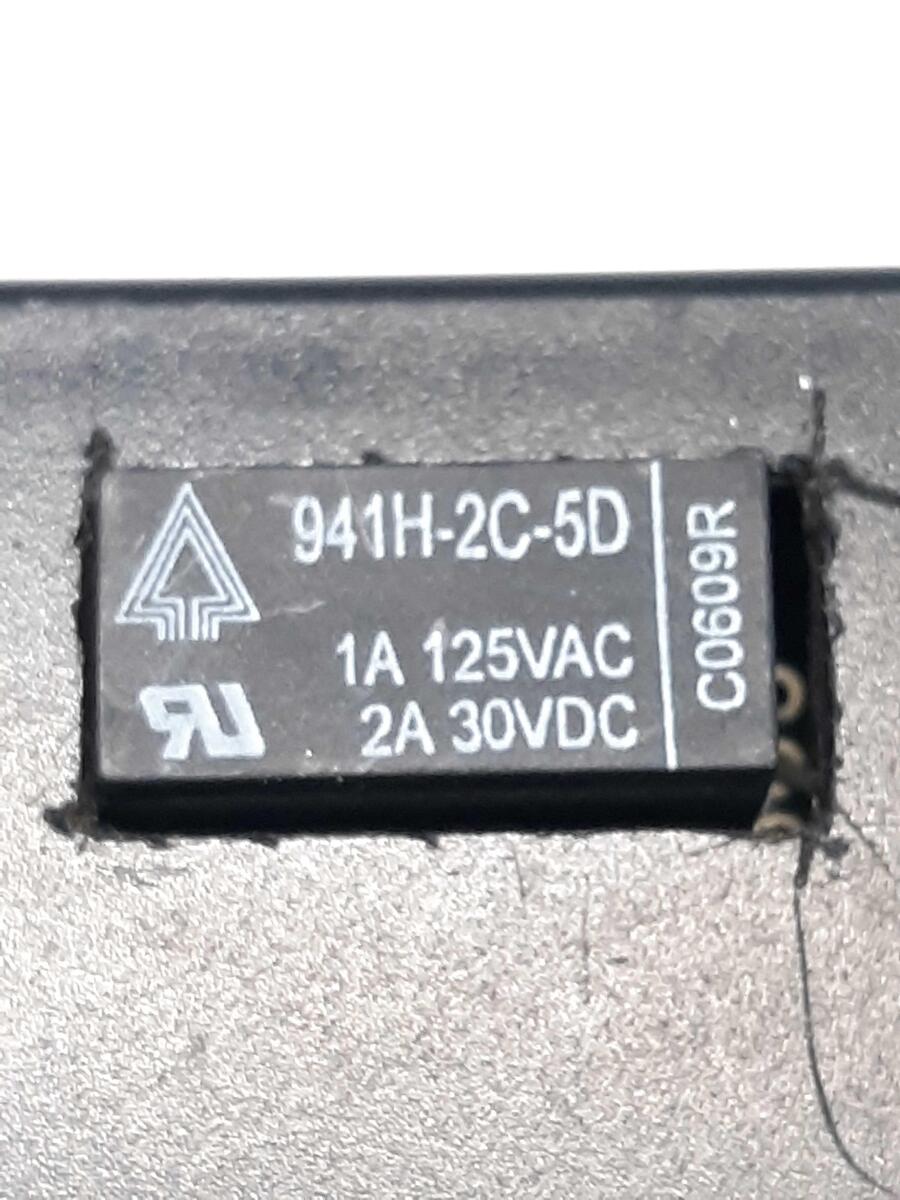 941H-2C-5D
1A 125VAC
2A 30VDC
C0609R